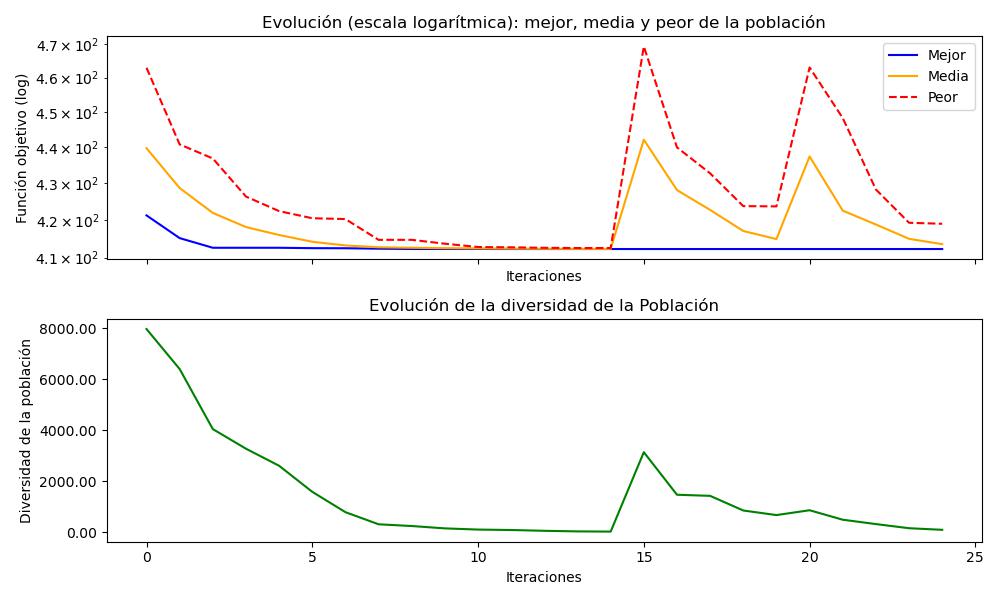 Evolución (escala logarítmica): mejor, media y peor de la población
Función objetivo (log)
4.7 × 10²
4.6 × 10²
4.5 × 10²
4.4 × 10²
4.3 × 10²
4.2 × 10²
4.1 × 10²
Mejor
Media
Peor
Iteraciones
Evolución de la diversidad de la Población
Diversidad de la población
8000.00
6000.00
4000.00
2000.00
0.00
0 5 10 15 20 25
Iteraciones